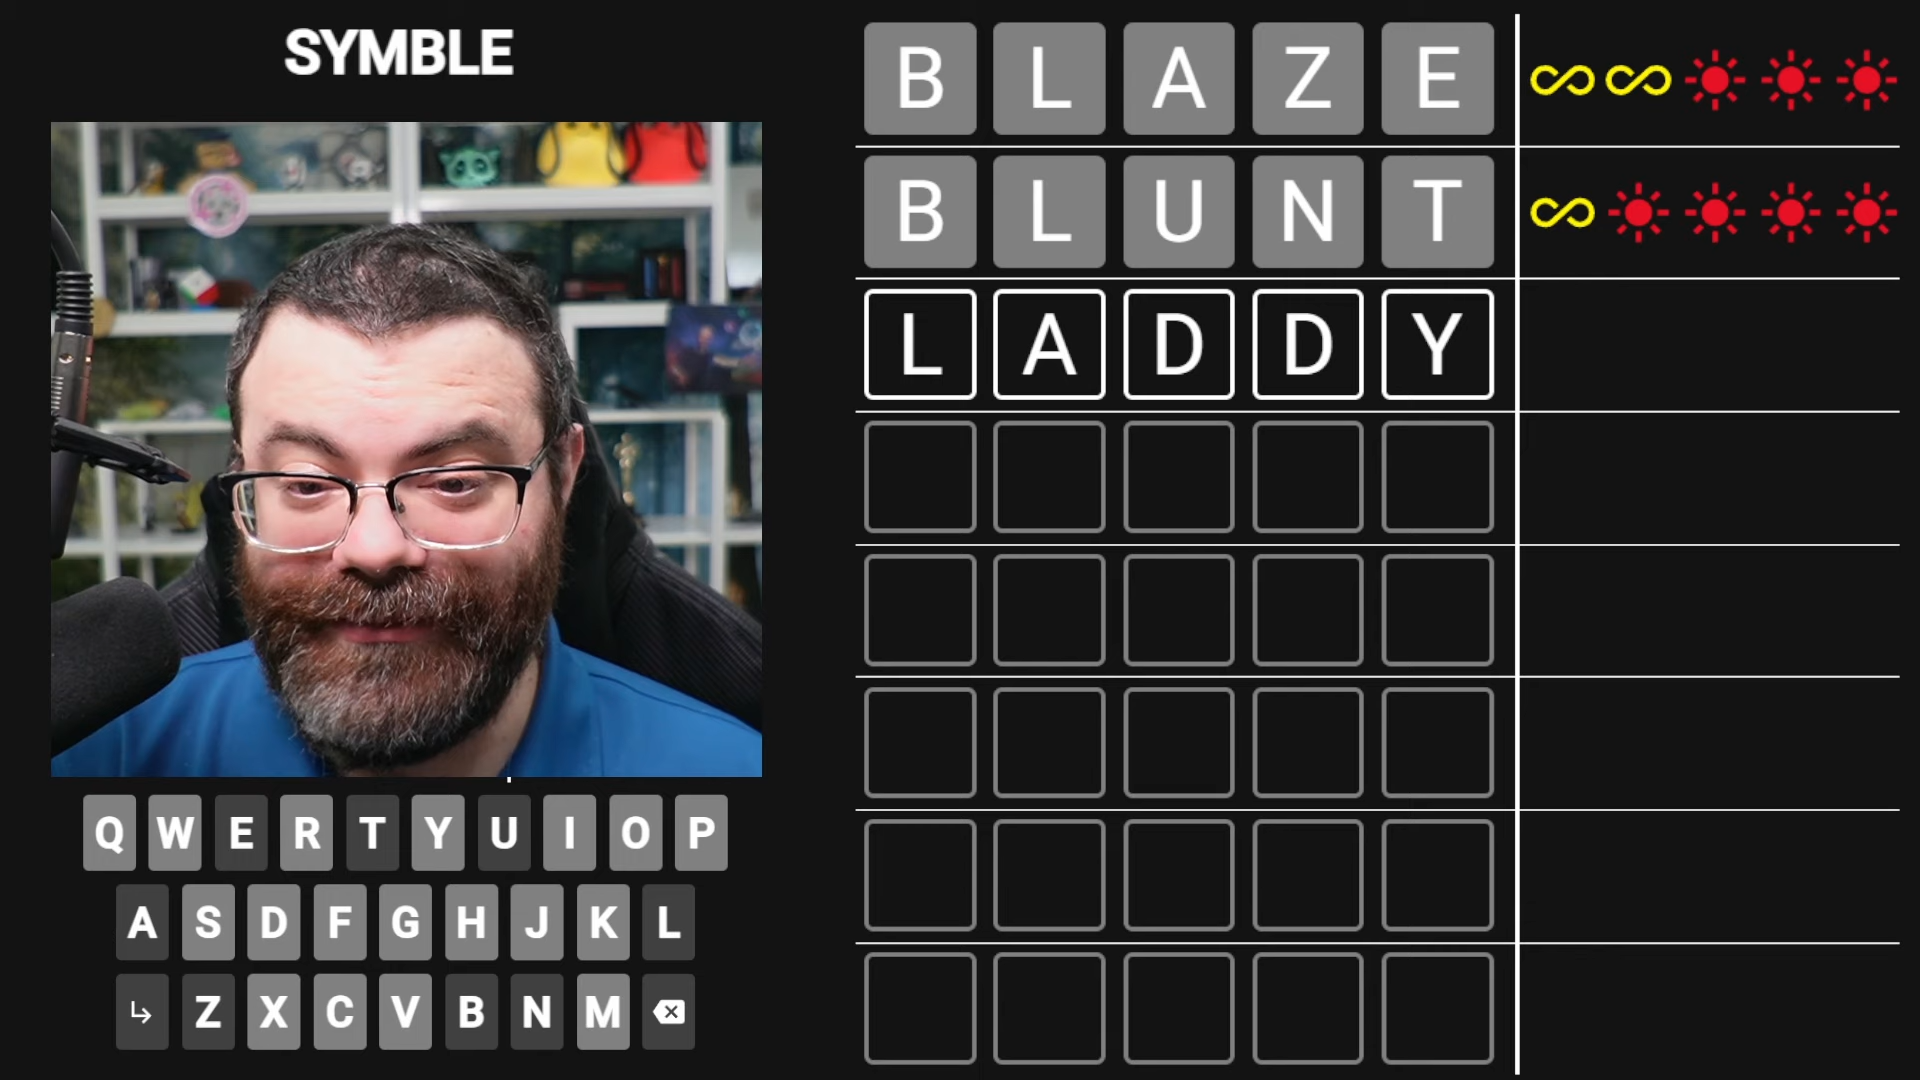 SYMBLE
B L A Z E
B L U N T
L A D D Y
Q W E R T Y U I O P
A S D F G H J K L
Z X C V B N M